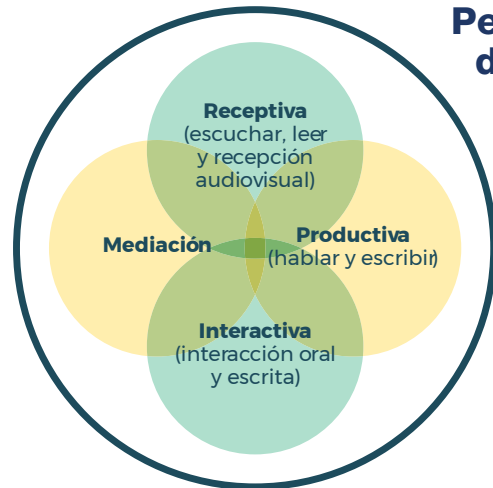 Pe
d
Receptiva
(escuchar, leer
y recepción
audiovisual)
Mediación
Productiva
(hablar y escribir)
Interactiva
(interacción oral
y escrita)